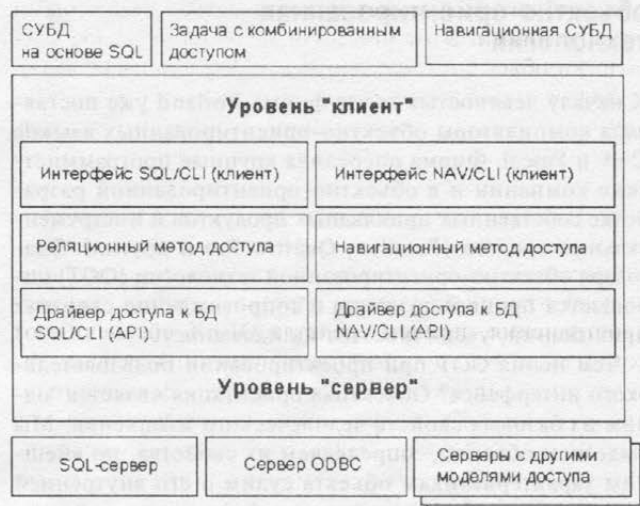 СУБД
на основе SQL
Задача с комбинированным
доступом
Навигационная СУБД
Уровень "клиент"
Интерфейс SQL/CLI (клиент)
Интерфейс NAV/CLI (клиент)
Реляционный метод доступа
Навигационный метод доступа
Драйвер доступа к БД
SQL/CLI (API)
Драйвер доступа к БД
NAV/CLI (API)
Уровень "сервер"
SQL-сервер
Сервер ODBC
Серверы с другими
моделями доступа